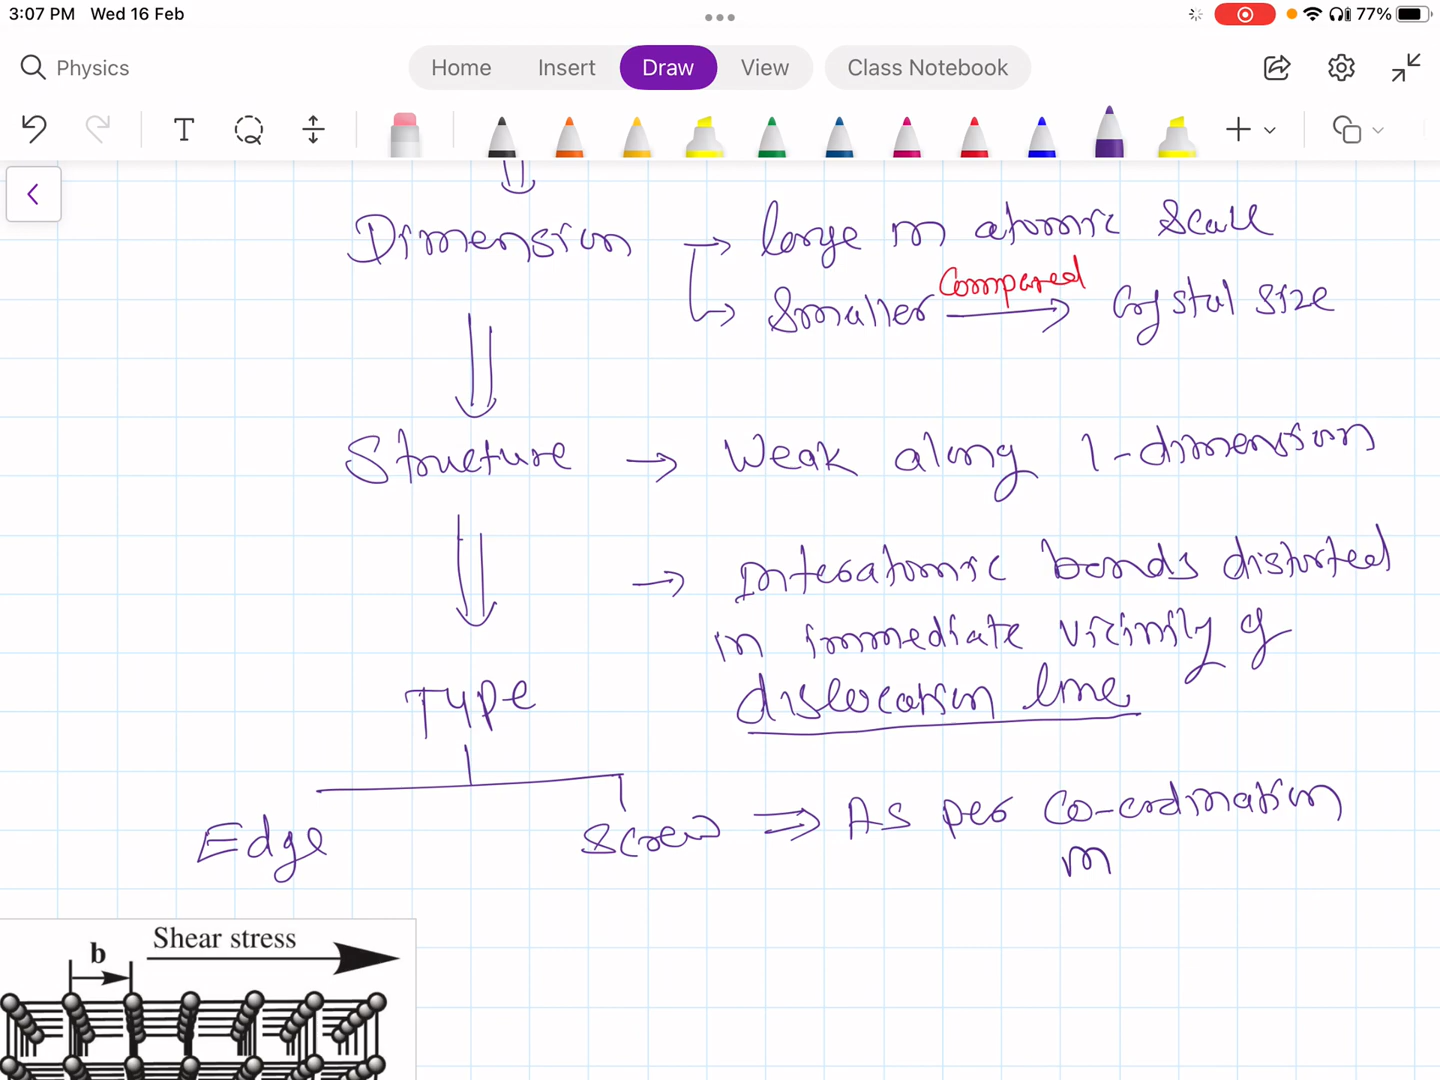 3:07 PM Wed 16 Feb
77%
Physics
Home Insert Draw View Class Notebook
T
Dimension → large in atomic scale
→ Smaller Compared → Crystal size
Structure → Weak along 1-dimension
→ Interatomic bonds distorted
in immediate vicinity of
dislocation line
Type
Edge Screw ⇒ As per Co-ordination
in
b Shear stress